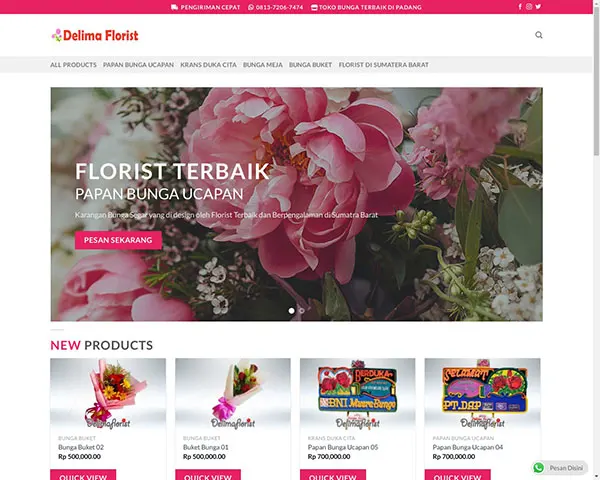 PENGIRIMAN CEPAT 0813-7206-7474 TOKO BUNGA TERBAIK DI PADANG
Delima Florist
ALL PRODUCTS PAPAN BUNGA UCAPAN KRANS DUKA CITA BUNGA MEJA BUNGA BUKET FLORIST DI SUMATERA BARAT
FLORIST TERBAIK
PAPAN BUNGA UCAPAN
Karangan Bunga Segar yang di design oleh Florist Terbaik dan Berpengalaman di Sumatra Barat
PESAN SEKARANG
NEW PRODUCTS
BERDUKA
BNI Muara Bungo
SELAMAT
PT.DAP
Delimaflorist Delimaflorist Delimaflorist Delimaflorist
BUNGA BUKET BUNGA BUKET KRANS DUKA CITA PAPAN BUNGA UCAPAN
Bunga Buket 02 Buket Bunga 01 Papan Bunga Ucapan 05 Papan Bunga Ucapan 04
Rp 500,000.00 Rp 500,000.00 Rp 700,000.00 Rp 700,000.00
QUICK VIEW QUICK VIEW QUICK VIEW QUICK VIEW
Pesan Disini